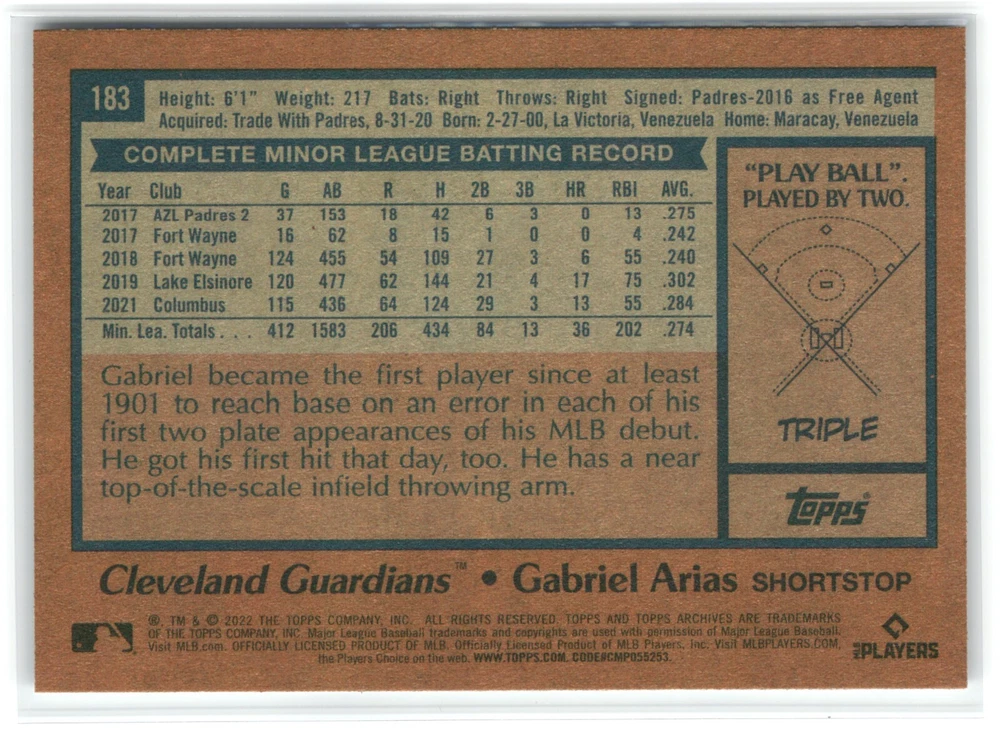 183
Height: 6'1" Weight: 217 Bats: Right Throws: Right Signed: Padres-2016 as Free Agent
Acquired: Trade With Padres, 8-31-20 Born: 2-27-00, La Victoria, Venezuela Home: Maracay, Venezuela
COMPLETE MINOR LEAGUE BATTING RECORD
Year Club G AB R H 2B 3B HR RBI AVG.
2017 AZL Padres 2 37 153 18 42 6 3 0 13 .275
2017 Fort Wayne 16 62 8 15 1 0 0 4 .242
2018 Fort Wayne 124 455 54 109 27 3 6 55 .240
2019 Lake Elsinore 120 477 62 144 21 4 17 75 .302
2021 Columbus 115 436 64 124 29 3 13 55 .284
Min. Lea. Totals . . . 412 1583 206 434 84 13 36 202 .274
Gabriel became the first player since at least
1901 to reach base on an error in each of his
first two plate appearances of his MLB debut.
He got his first hit that day, too. He has a near
top-of-the-scale infield throwing arm.
"PLAY BALL".
PLAYED BY TWO.
TRIPLE
topps®
Cleveland Guardians™ • Gabriel Arias SHORTSTOP
®, TM & © 2022 THE TOPPS COMPANY, INC. ALL RIGHTS RESERVED. TOPPS AND TOPPS ARCHIVES ARE TRADEMARKS
OF THE TOPPS COMPANY, INC. Major League Baseball trademarks and copyrights are used with permission of Major League Baseball.
Visit MLB.com. OFFICIALLY LICENSED PRODUCT OF MLB. Officially Licensed Product of MLB Players, Inc. Visit MLBPLAYERS.COM,
the Players Choice on the web. WWW.TOPPS.COM. CODE#CMP055253.
MLB PLAYERS